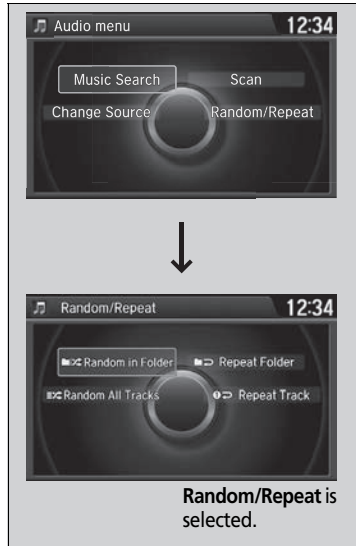 Audio menu 12:34
Music Search Scan
Change Source Random/Repeat
Random/Repeat 12:34
Random in Folder Repeat Folder
Random All Tracks Repeat Track
Random/Repeat is
selected.